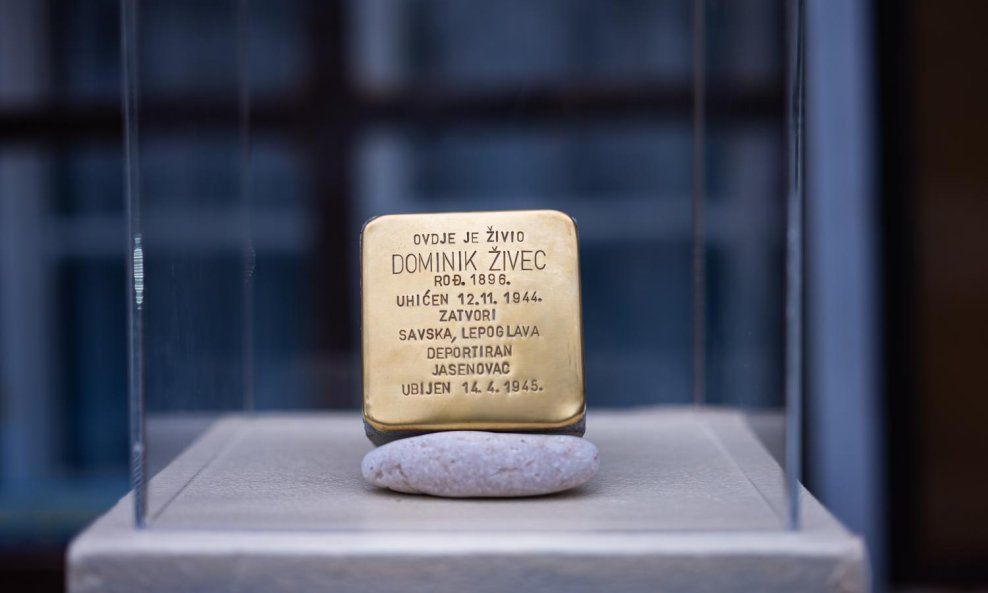 OVDJE JE ŽIVIO
DOMINIK ŽIVEC
ROĐ. 1896.
UHIĆEN 12.11. 1944.
ZATVORI
SAVSKA, LEPOGLAVA
DEPORTIRAN
JASENOVAC
UBIJEN 14. 4. 1945.